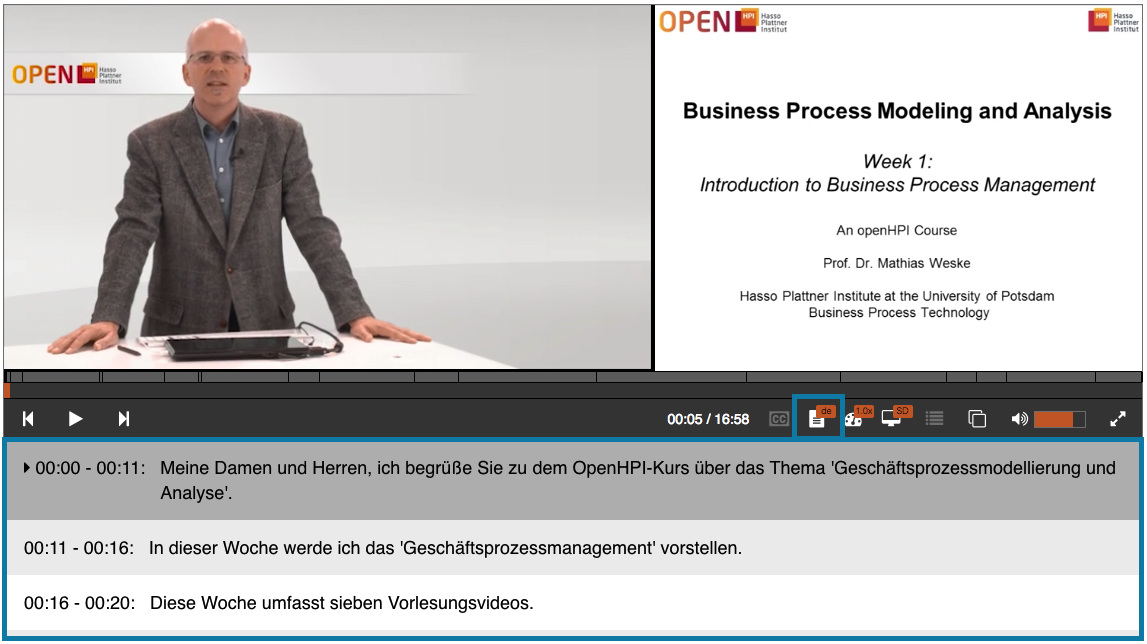 OPEN HPI Hasso
Plattner
Institut
OPEN HPI Hasso
Plattner
Institut
HPI Hasso
Plattner
Institut
Business Process Modeling and Analysis
Week 1:
Introduction to Business Process Management
An openHPI Course
Prof. Dr. Mathias Weske
Hasso Plattner Institute at the University of Potsdam
Business Process Technology
00:05 / 16:58 CC de 1.0x SD
00:00 - 00:11: Meine Damen und Herren, ich begrüße Sie zu dem OpenHPI-Kurs über das Thema 'Geschäftsprozessmodellierung und
Analyse'.
00:11 - 00:16: In dieser Woche werde ich das 'Geschäftsprozessmanagement' vorstellen.
00:16 - 00:20: Diese Woche umfasst sieben Vorlesungsvideos.